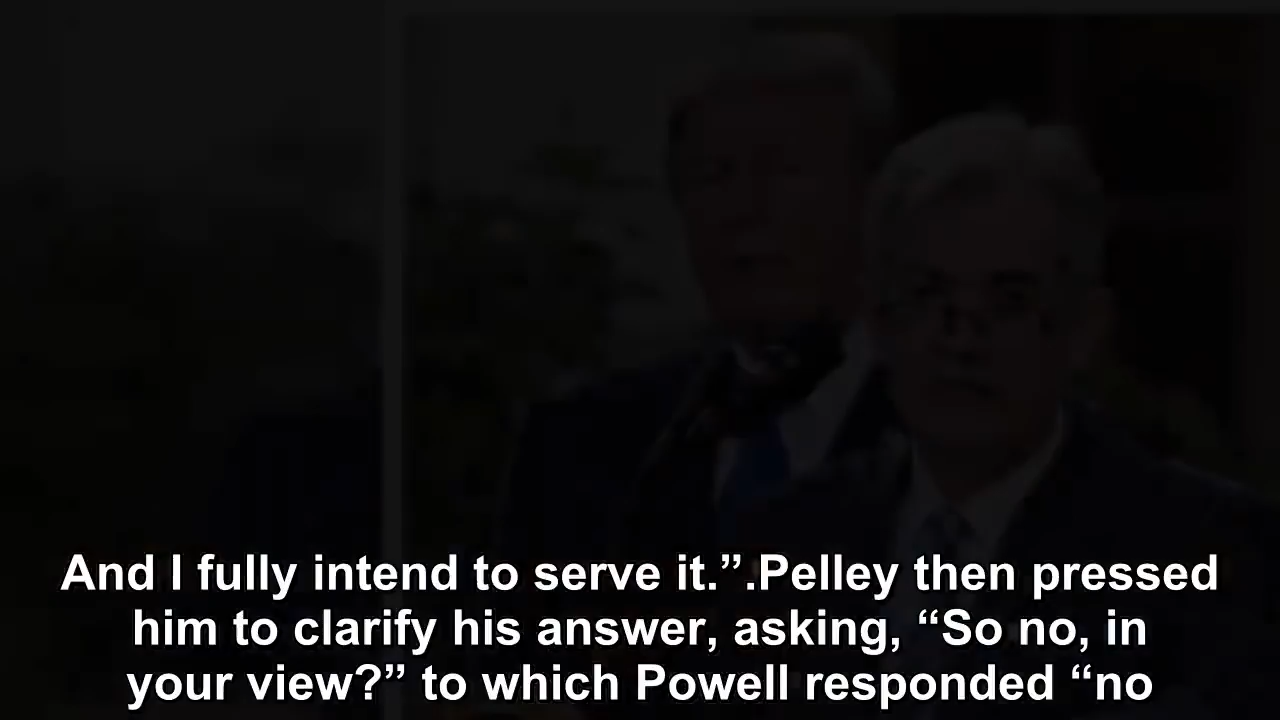 And I fully intend to serve it.”.Pelley then pressed
him to clarify his answer, asking, “So no, in
your view?” to which Powell responded “no